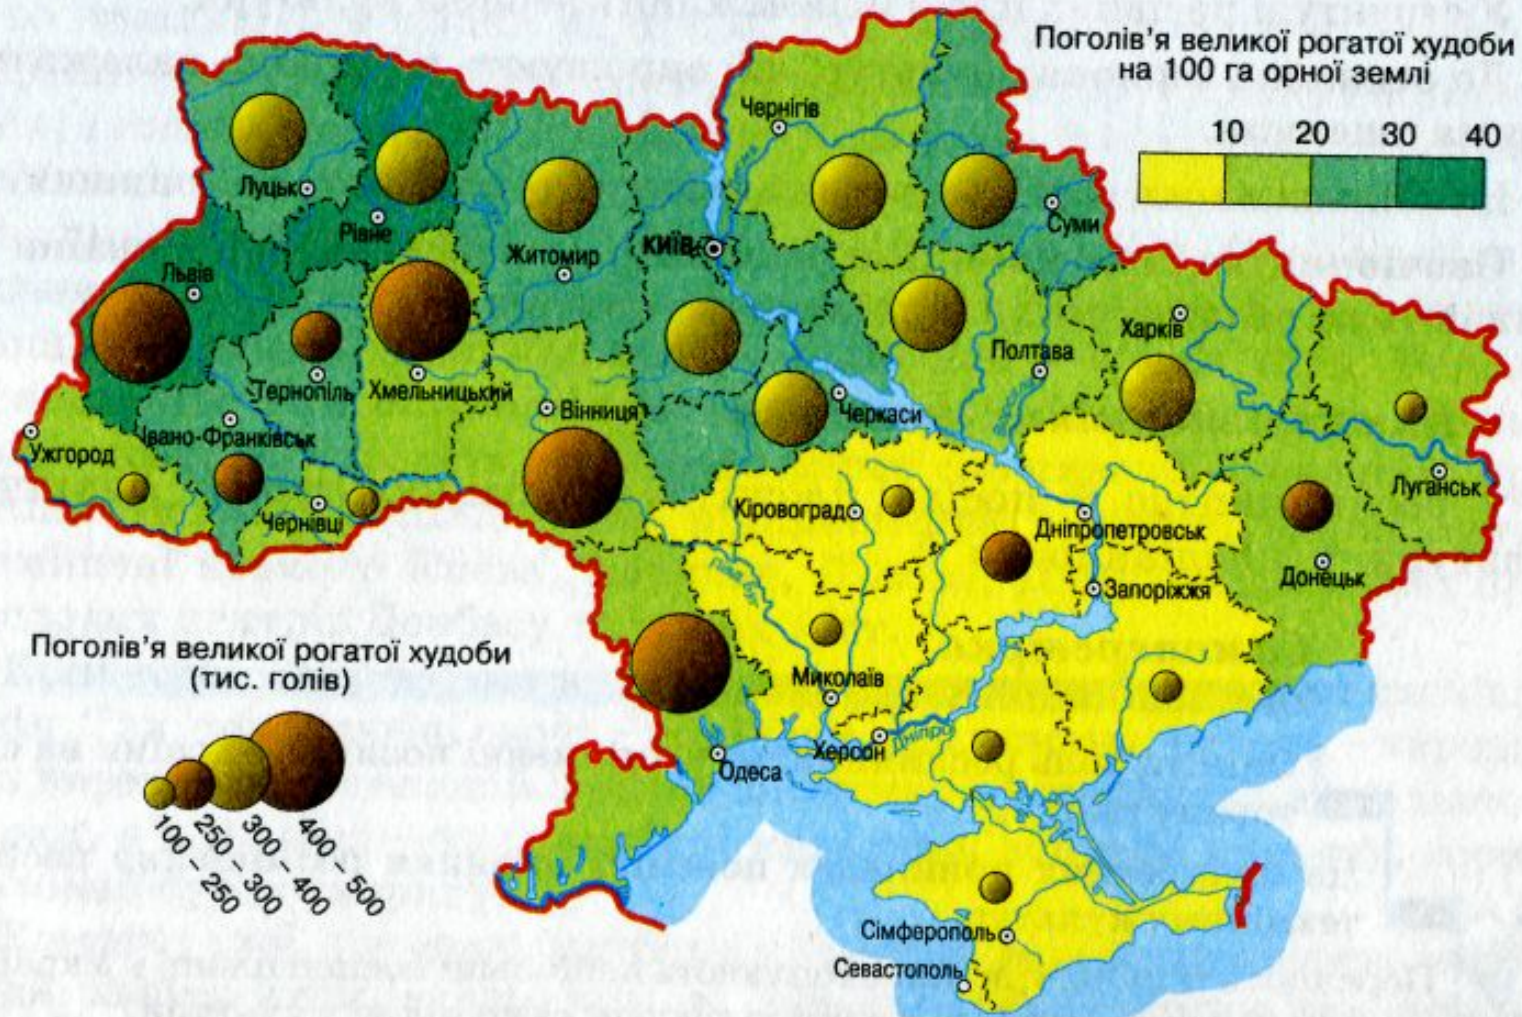 Поголів'я великої рогатої худоби
на 100 га орної землі
10 20 30 40
Чернігів
Луцьк
Рівне
Суми
КИЇВ
Житомир
Львів
Харків
Полтава
Тернопіль
Хмельницький
Вінниця
Черкаси
Івано-Франківськ
Ужгород
Луганськ
Чернівці
Кіровоград
Дніпропетровськ
Донецьк
Запоріжжя
Поголів'я великої рогатої худоби
(тис. голів)
Миколаїв
Херсон
Дніпро
Одеса
100 – 250
250 – 300
300 – 400
400 – 500
Сімферополь
Севастополь